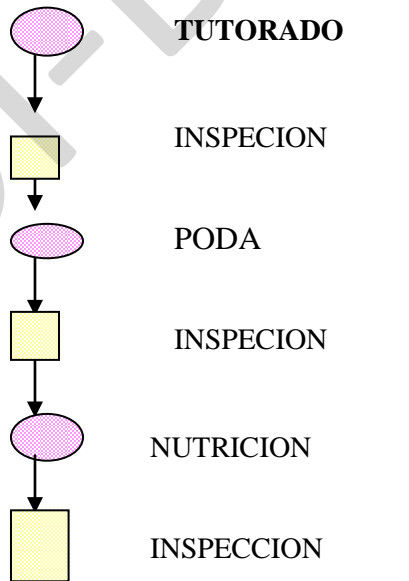 TUTORADO
INSPECION
PODA
INSPECION
NUTRICION
INSPECCION